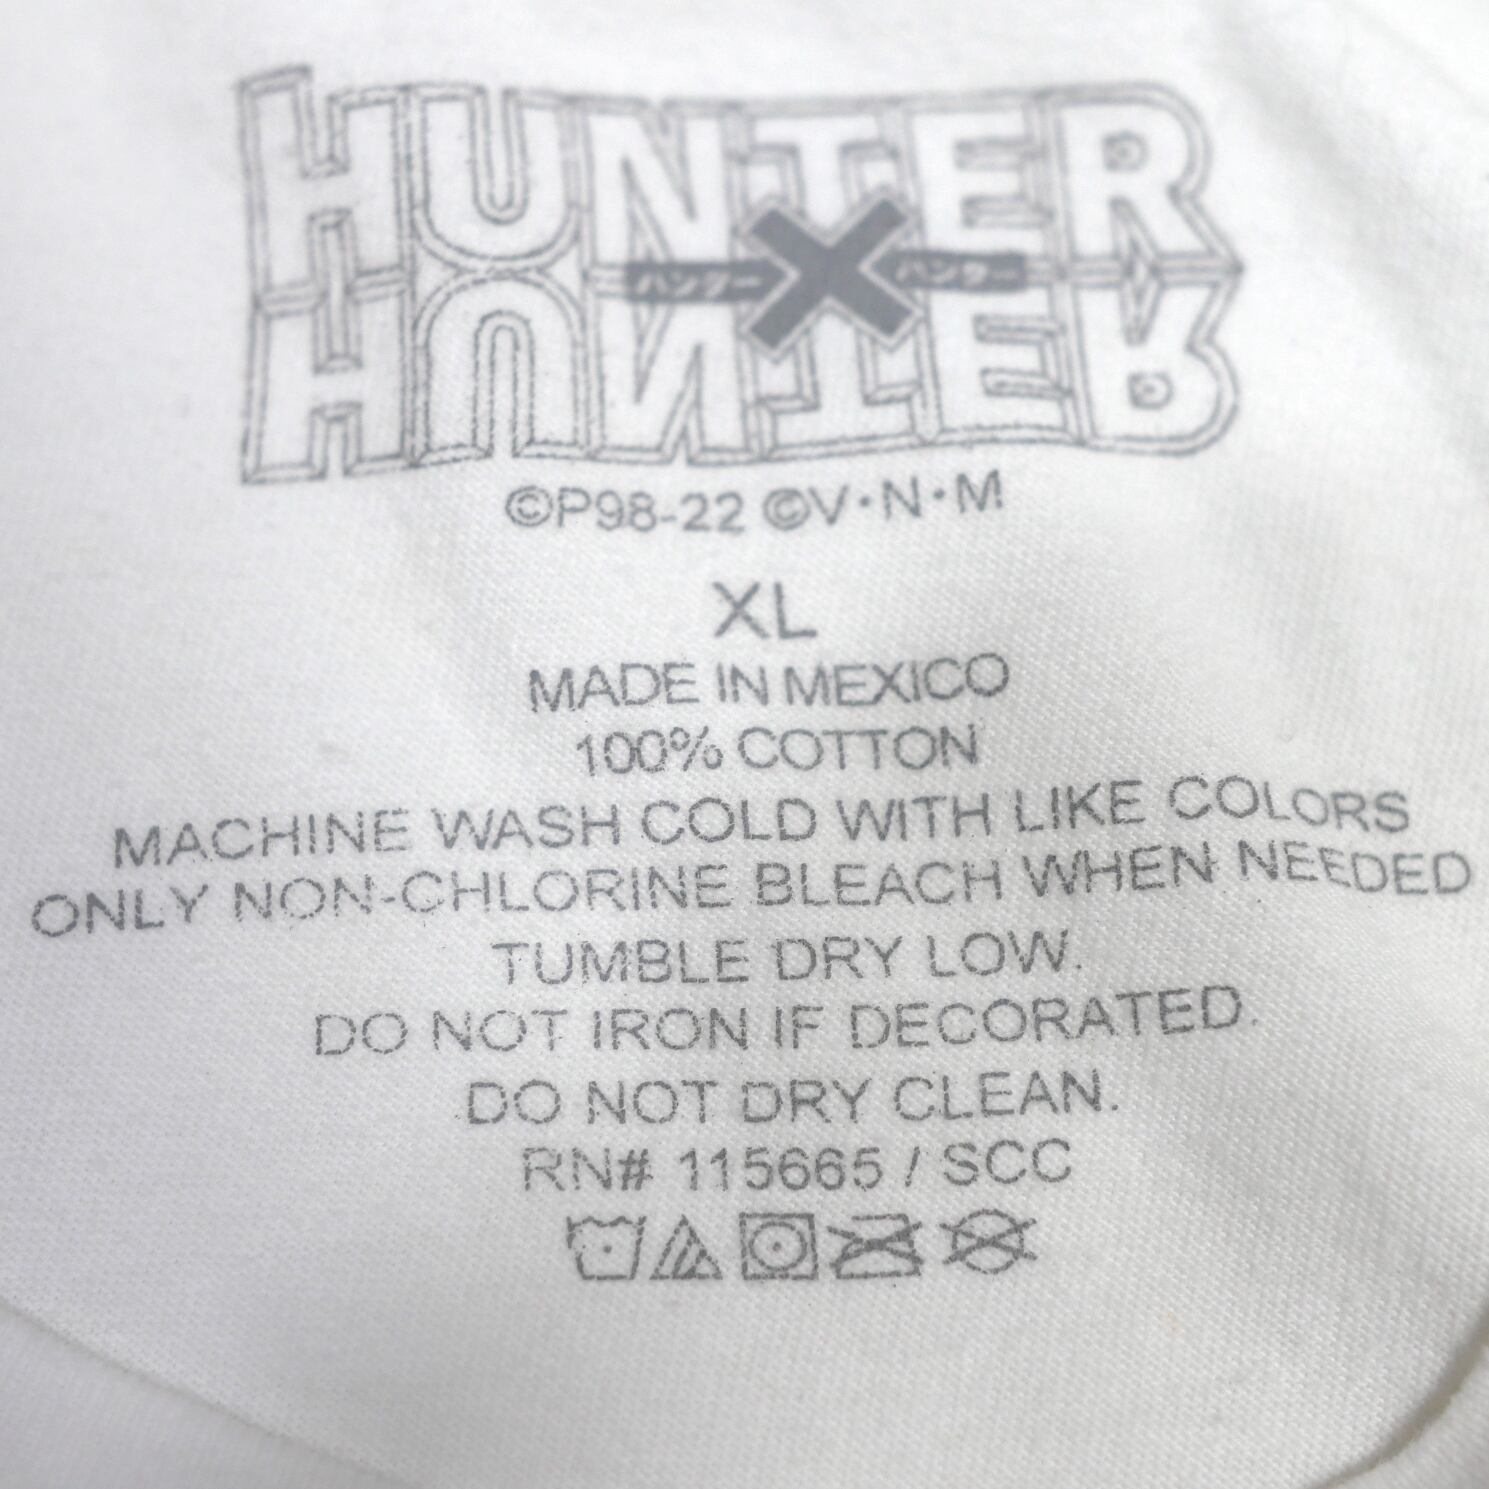 HUNTER
ハンター × ハンター
HUNTER
©P98-22 ©V・N・M
XL
MADE IN MEXICO
100% COTTON
MACHINE WASH COLD WITH LIKE COLORS
ONLY NON-CHLORINE BLEACH WHEN NEEDED
TUMBLE DRY LOW.
DO NOT IRON IF DECORATED.
DO NOT DRY CLEAN.
RN# 115665 / SCC